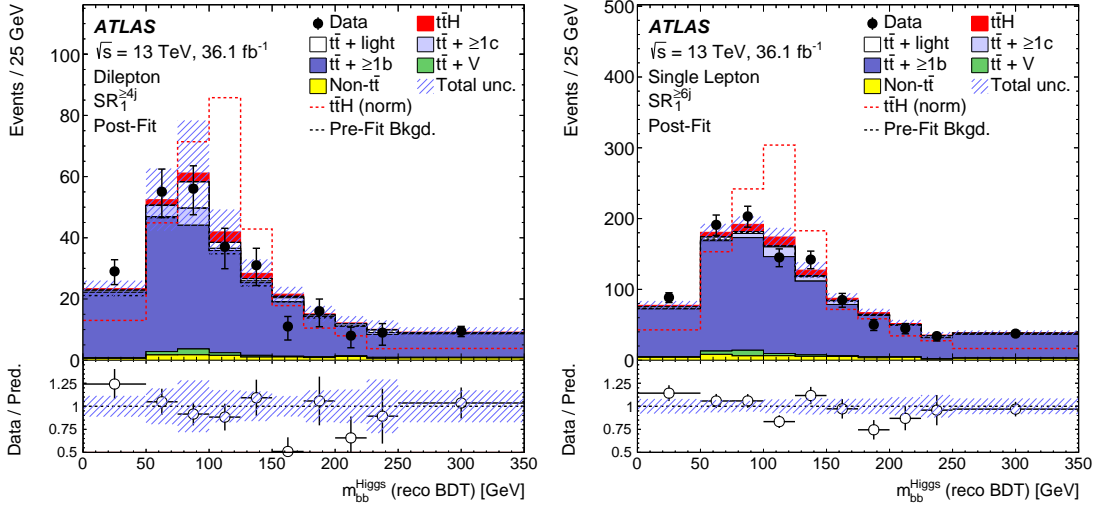 ATLAS
√s = 13 TeV, 36.1 fb⁻¹
Dilepton
SR₁^≥4j
Post-Fit
Data
tt̄H
tt̄ + light
tt̄ + ≥1c
tt̄ + ≥1b
tt̄ + V
Non-tt̄
Total unc.
tt̄H (norm)
Pre-Fit Bkgd.
Events / 25 GeV
100
80
60
40
20
0
Data / Pred.
1.25
1
0.75
0.5
0 50 100 150 200 250 300 350
m_bb^Higgs (reco BDT) [GeV]
ATLAS
√s = 13 TeV, 36.1 fb⁻¹
Single Lepton
SR₁^≥6j
Post-Fit
Data
tt̄H
tt̄ + light
tt̄ + ≥1c
tt̄ + ≥1b
tt̄ + V
Non-tt̄
Total unc.
tt̄H (norm)
Pre-Fit Bkgd.
Events / 25 GeV
500
400
300
200
100
0
Data / Pred.
1.25
1
0.75
0.5
0 50 100 150 200 250 300 350
m_bb^Higgs (reco BDT) [GeV]